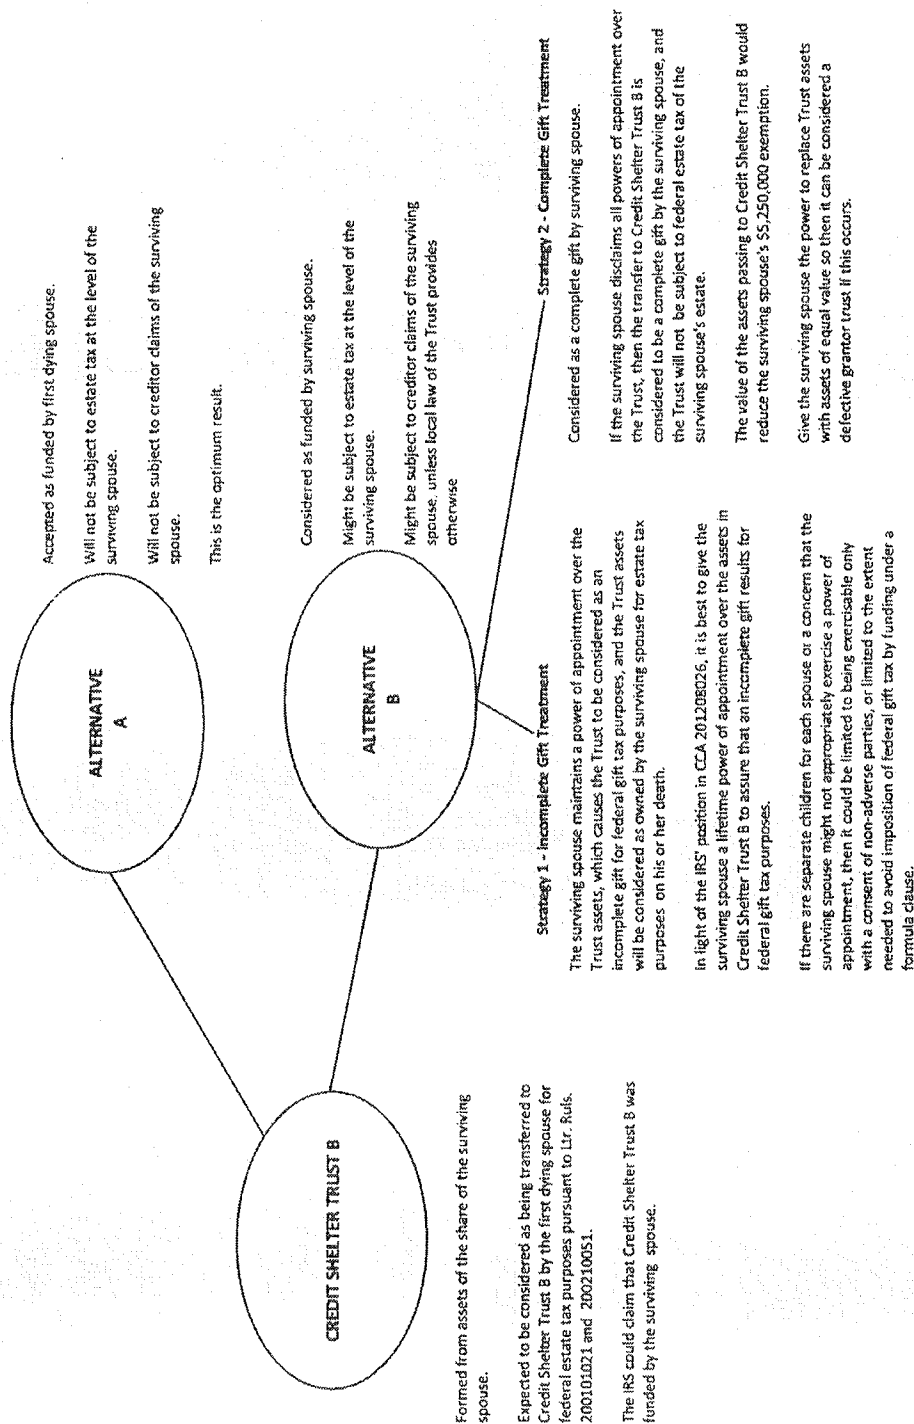 CREDIT SHELTER TRUST B
Formed from assets of the share of the surviving
spouse.
Expected to be considered as being transferred to
Credit Shelter Trust B by the first dying spouse for
federal estate tax purposes pursuant to Ltr. Ruls.
200101021 and 200210051.
The IRS could claim that Credit Shelter Trust B was
funded by the surviving spouse.
ALTERNATIVE
A
Accepted as funded by first dying spouse.
Will not be subject to estate tax at the level of the
surviving spouse.
Will not be subject to creditor claims of the surviving
spouse.
This is the optimum result.
ALTERNATIVE
B
Considered as funded by surviving spouse.
Might be subject to estate tax at the level of the
surviving spouse.
Might be subject to creditor claims of the surviving
spouse, unless local law of the Trust provides
otherwise
Strategy 1 - Incomplete Gift Treatment
The surviving spouse maintains a power of appointment over the
Trust assets, which causes the Trust to be considered as an
incomplete gift for federal gift tax purposes, and the Trust assets
will be considered as owned by the surviving spouse for estate tax
purposes on his or her death.
In light of the IRS' position in CCA 201208026, it is best to give the
surviving spouse a lifetime power of appointment over the assets in
Credit Shelter Trust B to assure that an incomplete gift results for
federal gift tax purposes.
If there are separate children for each spouse or a concern that the
surviving spouse might not appropriately exercise a power of
appointment, then it could be limited to being exercisable only
with a consent of non-adverse parties, or limited to the extent
needed to avoid imposition of federal gift tax by funding under a
formula clause.
Strategy 2 - Complete Gift Treatment
Considered as a complete gift by surviving spouse.
If the surviving spouse disclaims all powers of appointment over
the Trust, then the transfer to Credit Shelter Trust B is
considered to be a complete gift by the surviving spouse, and
the Trust will not be subject to federal estate tax of the
surviving spouse's estate.
The value of the assets passing to Credit Shelter Trust B would
reduce the surviving spouse's $5,250,000 exemption.
Give the surviving spouse the power to replace Trust assets
with assets of equal value so then it can be considered a
defective grantor trust if this occurs.